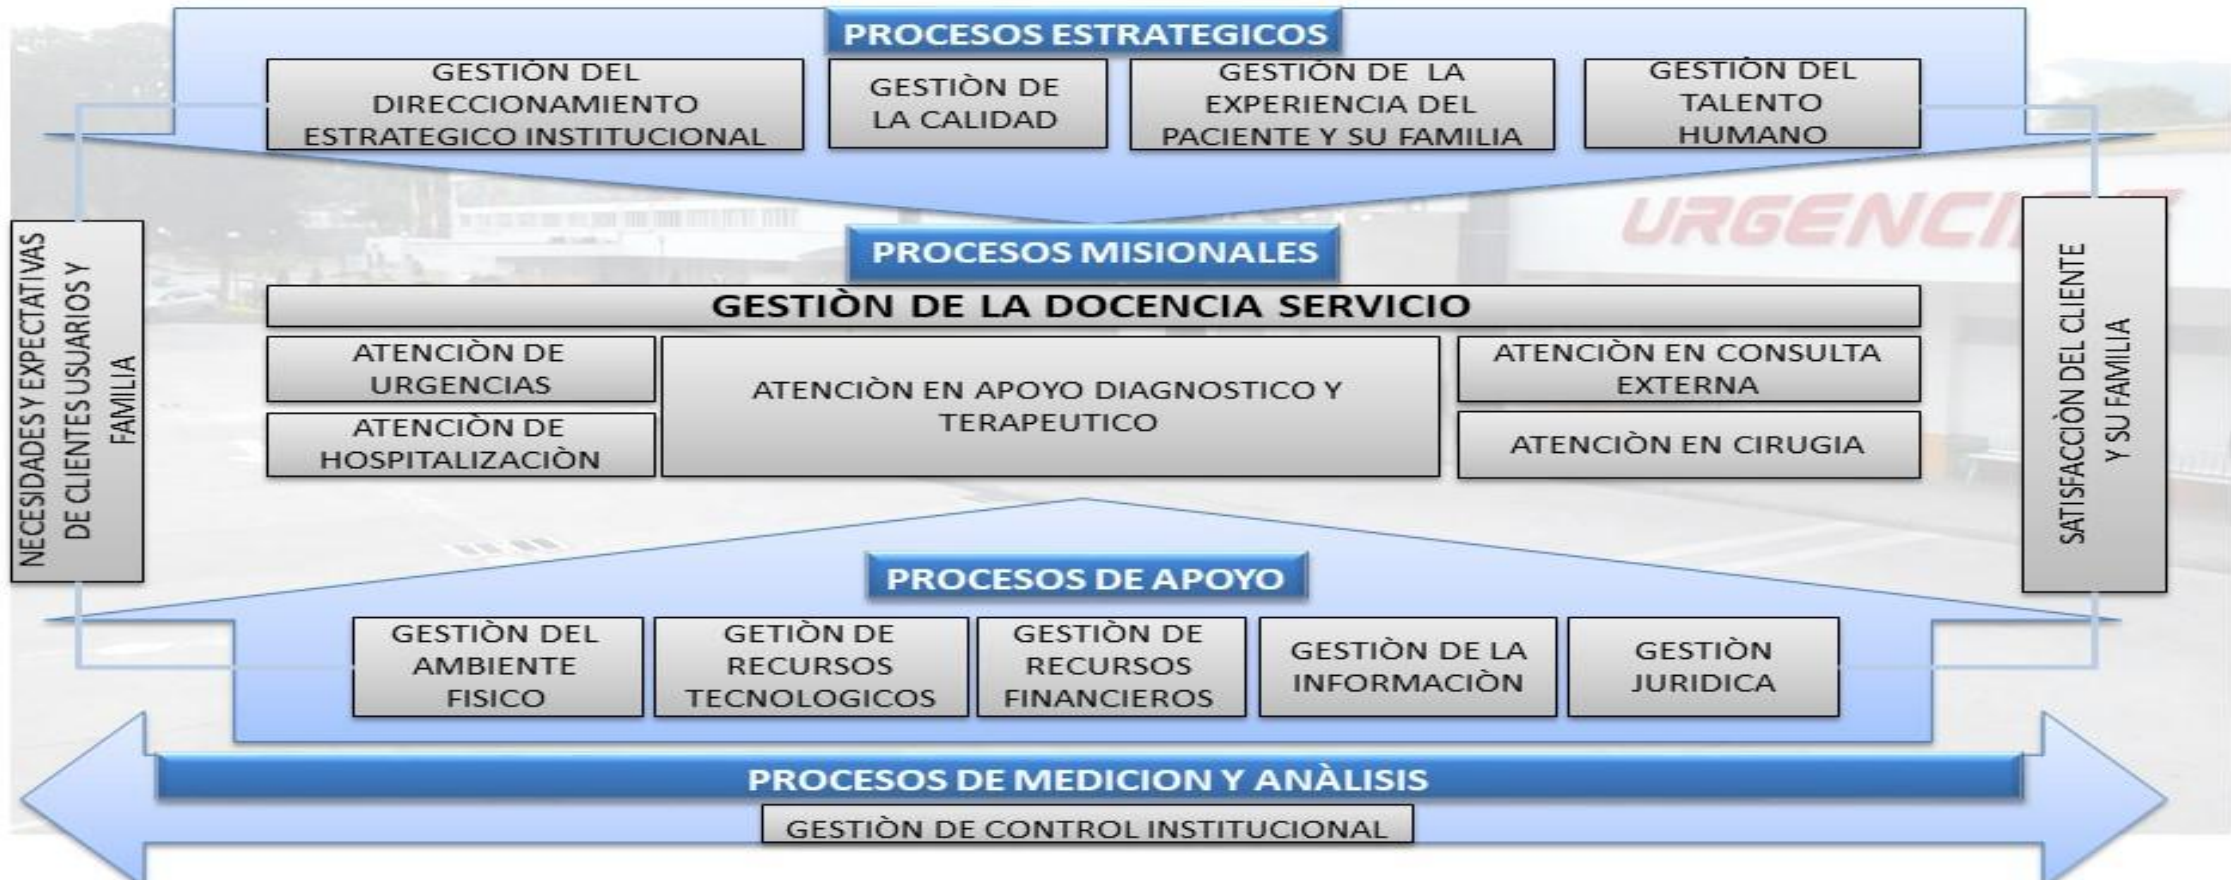 PROCESOS ESTRATEGICOS
GESTIÒN DEL
DIRECCIONAMIENTO
ESTRATEGICO INSTITUCIONAL
GESTIÒN DE
LA CALIDAD
GESTIÒN DE LA
EXPERIENCIA DEL
PACIENTE Y SU FAMILIA
GESTIÒN DEL
TALENTO
HUMANO
NECESIDADES Y EXPECTATIVAS
DE CLIENTES USUARIOS Y
FAMILIA
PROCESOS MISIONALES
GESTIÒN DE LA DOCENCIA SERVICIO
ATENCIÒN DE
URGENCIAS
ATENCIÒN DE
HOSPITALIZACIÒN
ATENCIÒN EN APOYO DIAGNOSTICO Y
TERAPEUTICO
ATENCIÒN EN CONSULTA
EXTERNA
ATENCIÒN EN CIRUGIA
URGENCI
SATISFACCIÒN DEL CLIENTE
Y SU FAMILIA
PROCESOS DE APOYO
GESTIÒN DEL
AMBIENTE
FISICO
GETIÒN DE
RECURSOS
TECNOLOGICOS
GESTIÒN DE
RECURSOS
FINANCIEROS
GESTIÒN DE LA
INFORMACIÒN
GESTIÒN
JURIDICA
PROCESOS DE MEDICION Y ANÀLISIS
GESTIÒN DE CONTROL INSTITUCIONAL